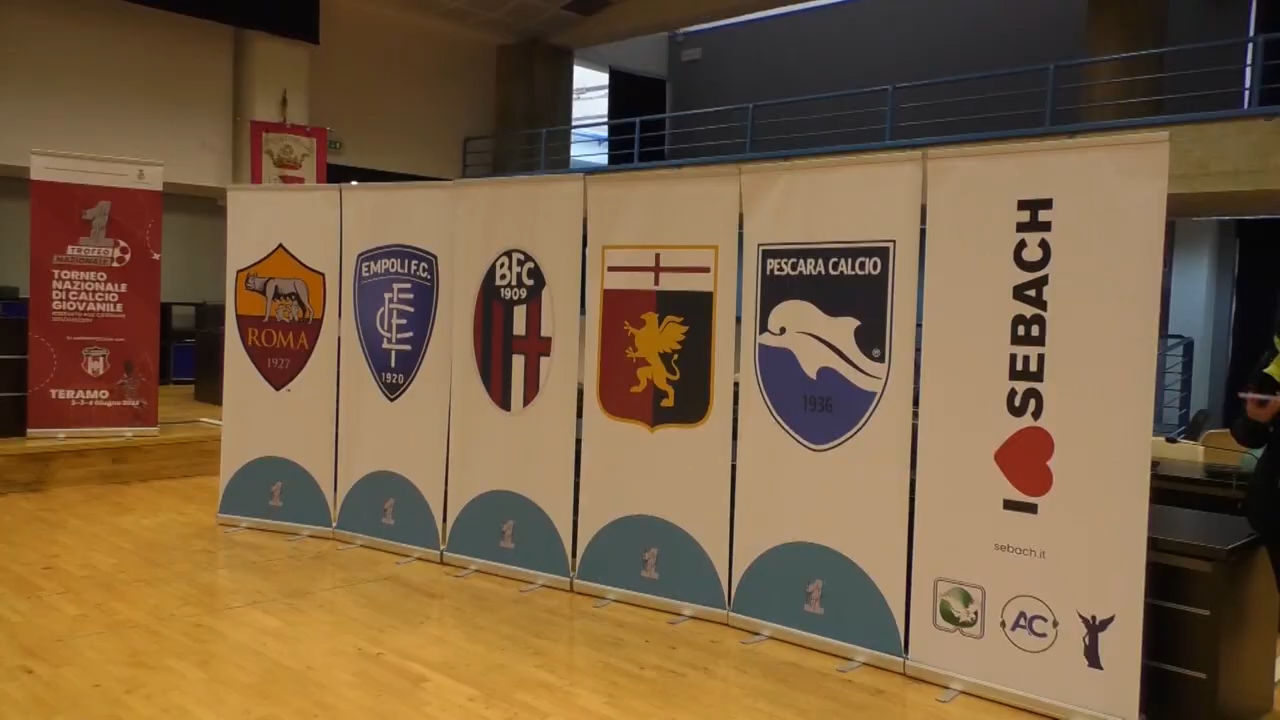 1
TROFEO
NAZIONALE
TORNEO
NAZIONALE
DI CALCIO
GIOVANILE
TERAMO
ROMA
1927
EMPOLI F.C.
1920
BFC
1909
PESCARA CALCIO
®
1936
I SEBACH
sebach.it
AC
1
1
1
1
1